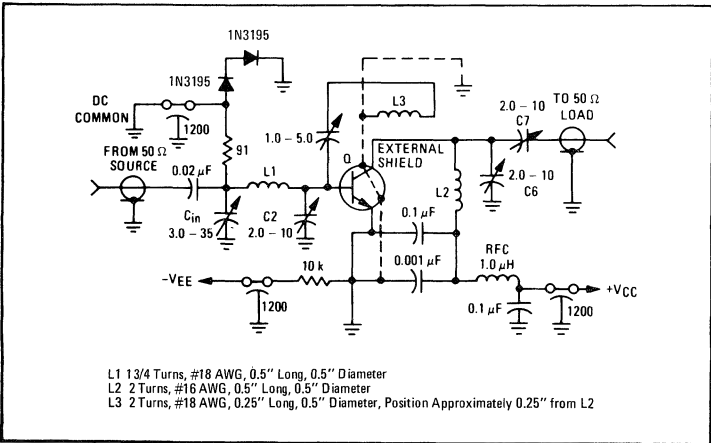 1N3195
1N3195
DC
COMMON
1200
FROM 50 Ω
SOURCE
0.02 μF
91
1.0 – 5.0
L1
L3
Q
EXTERNAL
SHIELD
2.0 – 10
C7
TO 50 Ω
LOAD
2.0 – 10
C6
L2
Cin
3.0 – 35
C2
2.0 – 10
0.1 μF
0.001 μF
RFC
1.0 μH
–VEE
1200
10 k
0.1 μF
1200
+VCC
L1 1 3/4 Turns, #18 AWG, 0.5" Long, 0.5" Diameter
L2 2 Turns, #16 AWG, 0.5" Long, 0.5" Diameter
L3 2 Turns, #18 AWG, 0.25" Long, 0.5" Diameter, Position Approximately 0.25" from L2